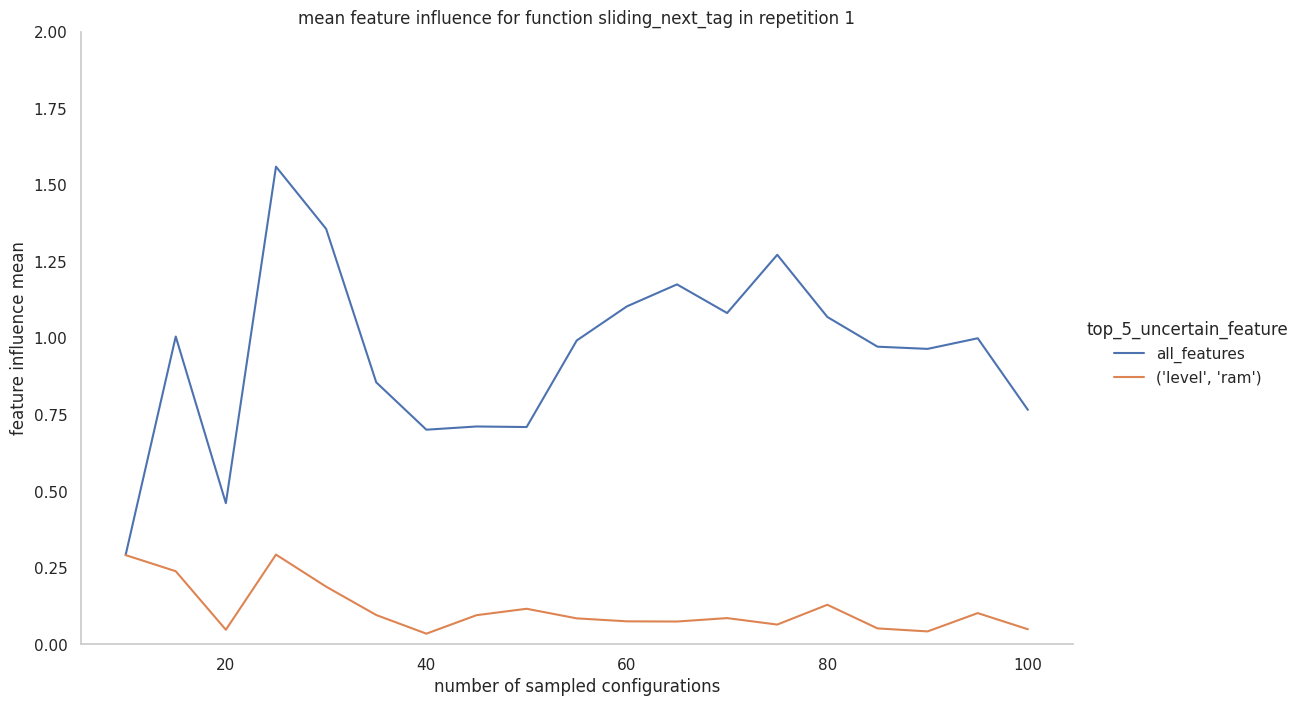 mean feature influence for function sliding_next_tag in repetition 1
2.00
1.75
1.50
1.25
1.00
0.75
0.50
0.25
0.00
feature influence mean
20 40 60 80 100
number of sampled configurations
top_5_uncertain_feature
all_features
('level', 'ram')